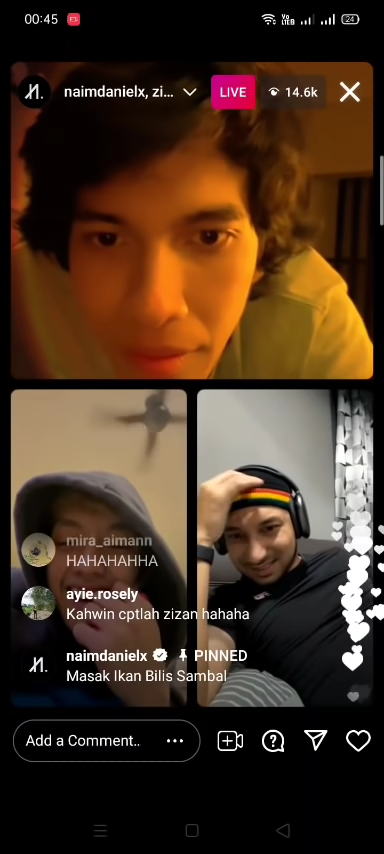 00:45
24
naimdanielx, zi...
LIVE
14.6k
mira_aimann
HAHAHAHHA
ayie.rosely
Kahwin cptlah zizan hahaha
naimdanielx PINNED
Masak Ikan Bilis Sambal
Add a Comment..